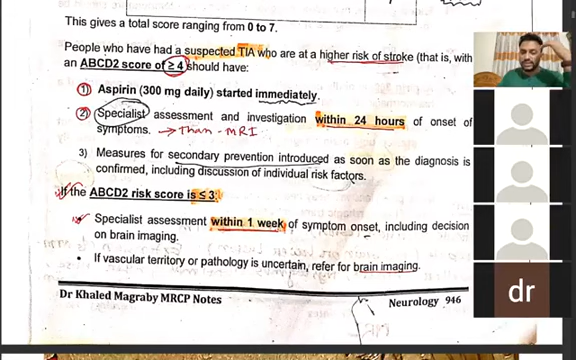 This gives a total score ranging from 0 to 7.
People who have had a suspected TIA who are at a higher risk of stroke (that is, with
an ABCD2 score of ≥ 4) should have:
1) Aspirin (300 mg daily) started immediately.
2) Specialist assessment and investigation within 24 hours of onset of
symptoms. → than - MRI
3) Measures for secondary prevention introduced as soon as the diagnosis is
confirmed, including discussion of individual risk factors.
If the ABCD2 risk score is ≤ 3:
Specialist assessment within 1 week of symptom onset, including decision
on brain imaging.
• If vascular territory or pathology is uncertain, refer for brain imaging.
Dr Khaled Magraby MRCP Notes
Neurology 946
dr